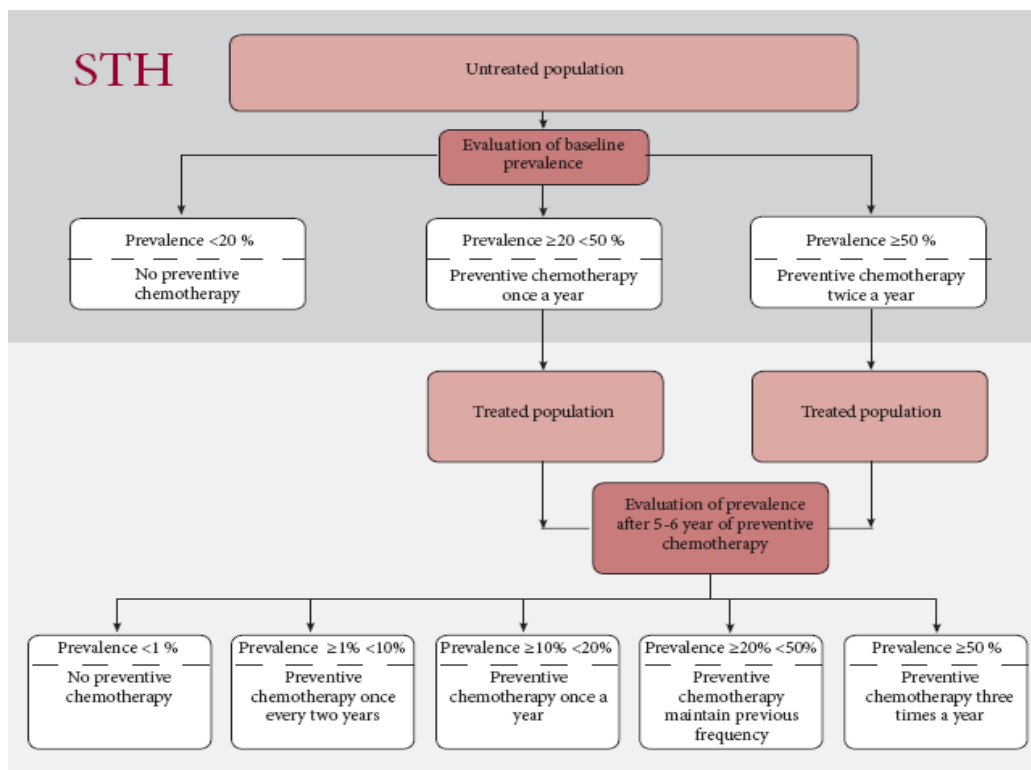 STH
Untreated population
Evaluation of baseline
prevalence
Prevalence <20 %
No preventive
chemotherapy
Prevalence ≥20 <50 %
Preventive chemotherapy
once a year
Prevalence ≥50 %
Preventive chemotherapy
twice a year
Treated population
Treated population
Evaluation of prevalence
after 5-6 year of preventive
chemotherapy
Prevalence <1 %
No preventive
chemotherapy
Prevalence ≥1% <10%
Preventive
chemotherapy once
every two years
Prevalence ≥10% <20%
Preventive
chemotherapy once a
year
Prevalence ≥20% <50%
Preventive
chemotherapy
maintain previous
frequency
Prevalence ≥50 %
Preventive
chemotherapy three
times a year